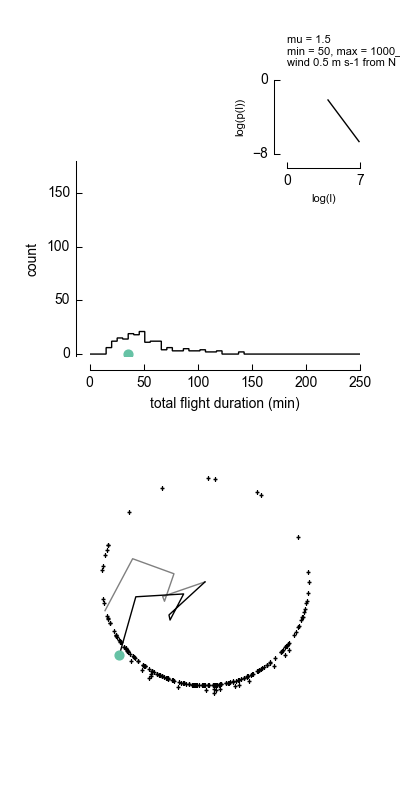 mu = 1.5
min = 50, max = 1000_
wind 0.5 m s-1 from N
0
log(p(l))
−8
0
7
log(l)
150
100
50
0
count
0
50
100
150
200
250
total flight duration (min)